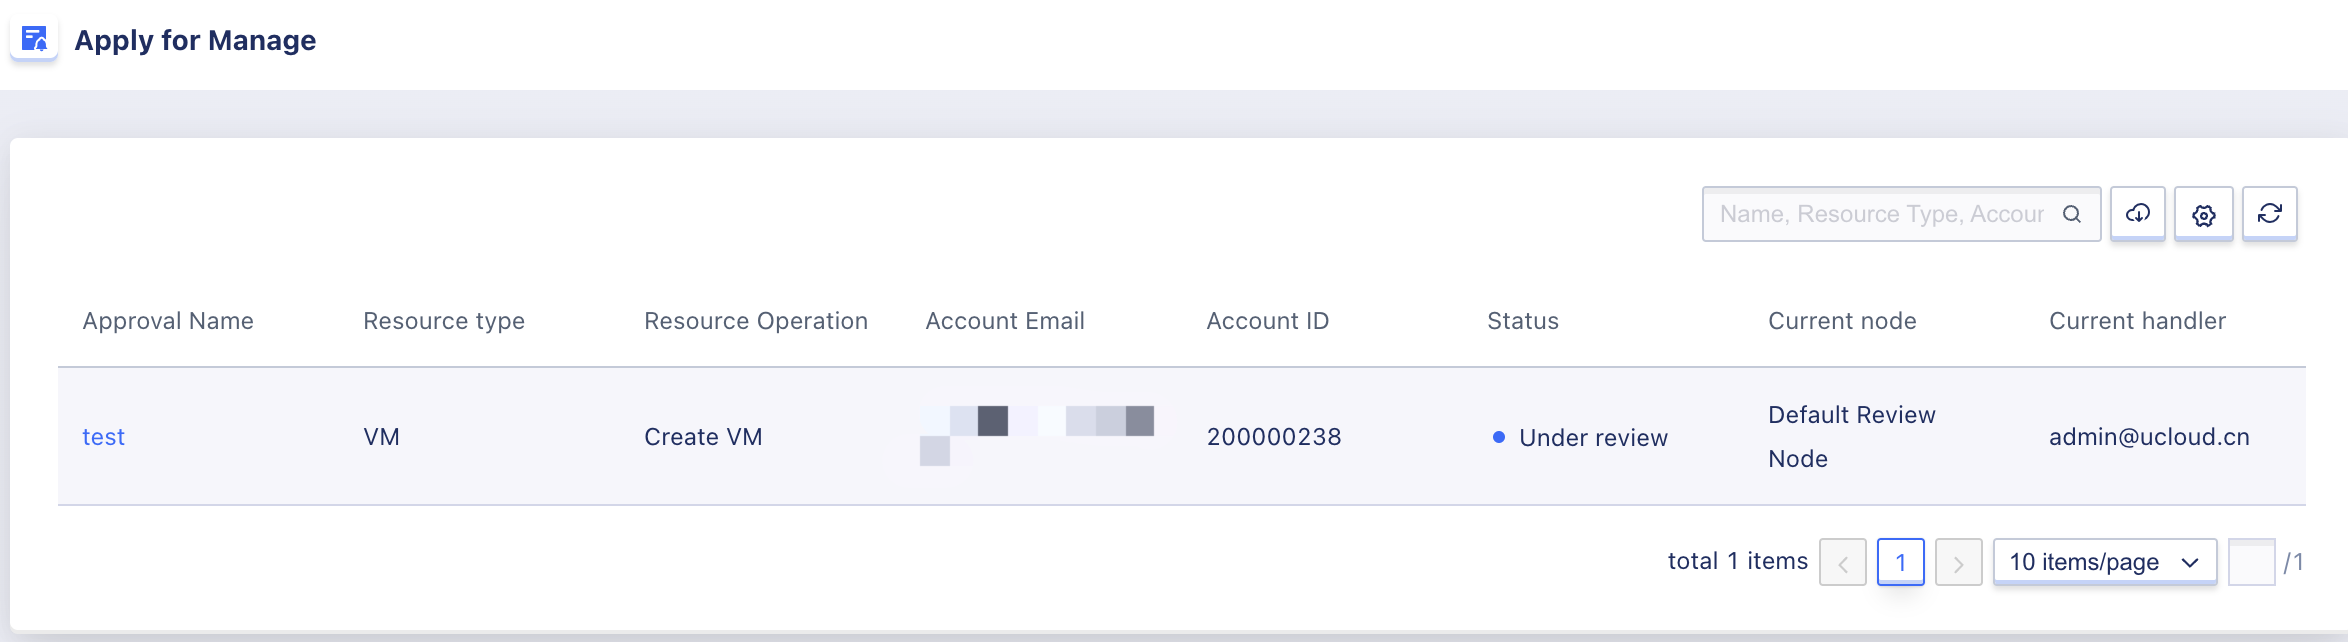 Apply for Manage
Name, Resource Type, Accour
Approval Name Resource type Resource Operation Account Email Account ID Status Current node Current handler
test VM Create VM 200000238 Under review Default Review Node admin@ucloud.cn
total 1 items 1 10 items/page /1